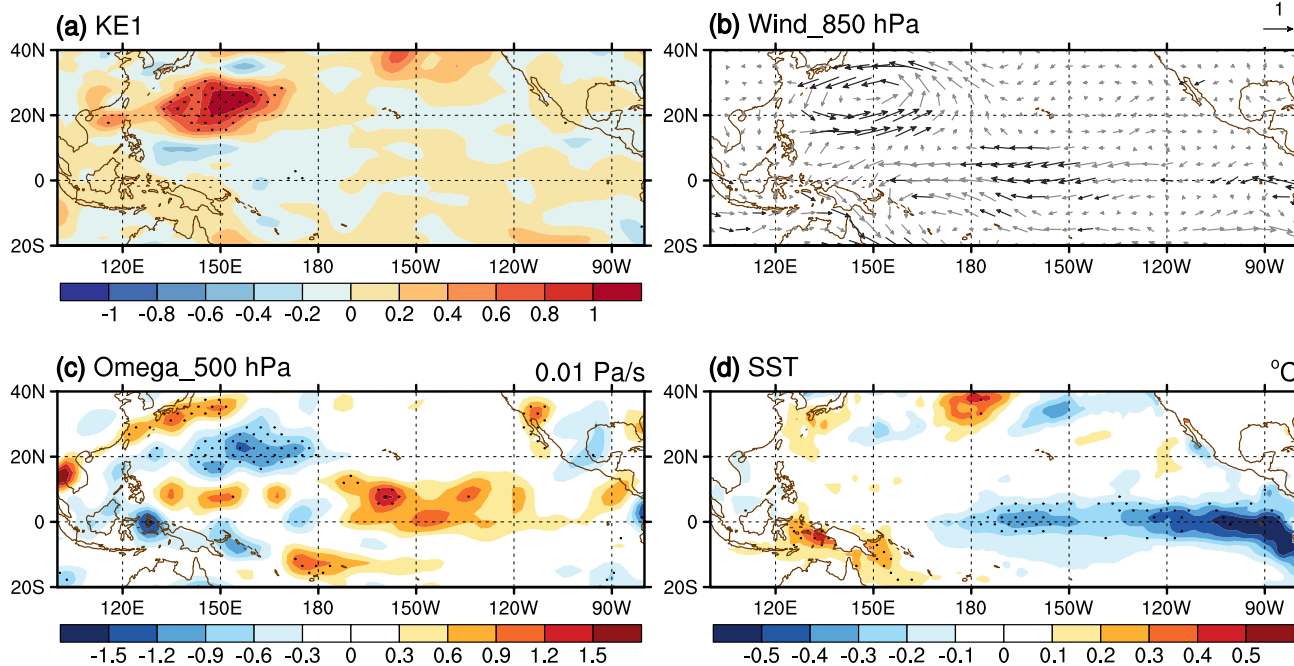 (a) KE1
(b) Wind_850 hPa
1
40N
20N
0
20S
120E 150E 180 150W 120W 90W
-1 -0.8 -0.6 -0.4 -0.2 0 0.2 0.4 0.6 0.8 1
40N
20N
0
20S
120E 150E 180 150W 120W 90W
(c) Omega_500 hPa 0.01 Pa/s
40N
20N
0
20S
120E 150E 180 150W 120W 90W
-1.5 -1.2 -0.9 -0.6 -0.3 0 0.3 0.6 0.9 1.2 1.5
(d) SST °C
40N
20N
0
20S
120E 150E 180 150W 120W 90W
-0.5 -0.4 -0.3 -0.2 -0.1 0 0.1 0.2 0.3 0.4 0.5